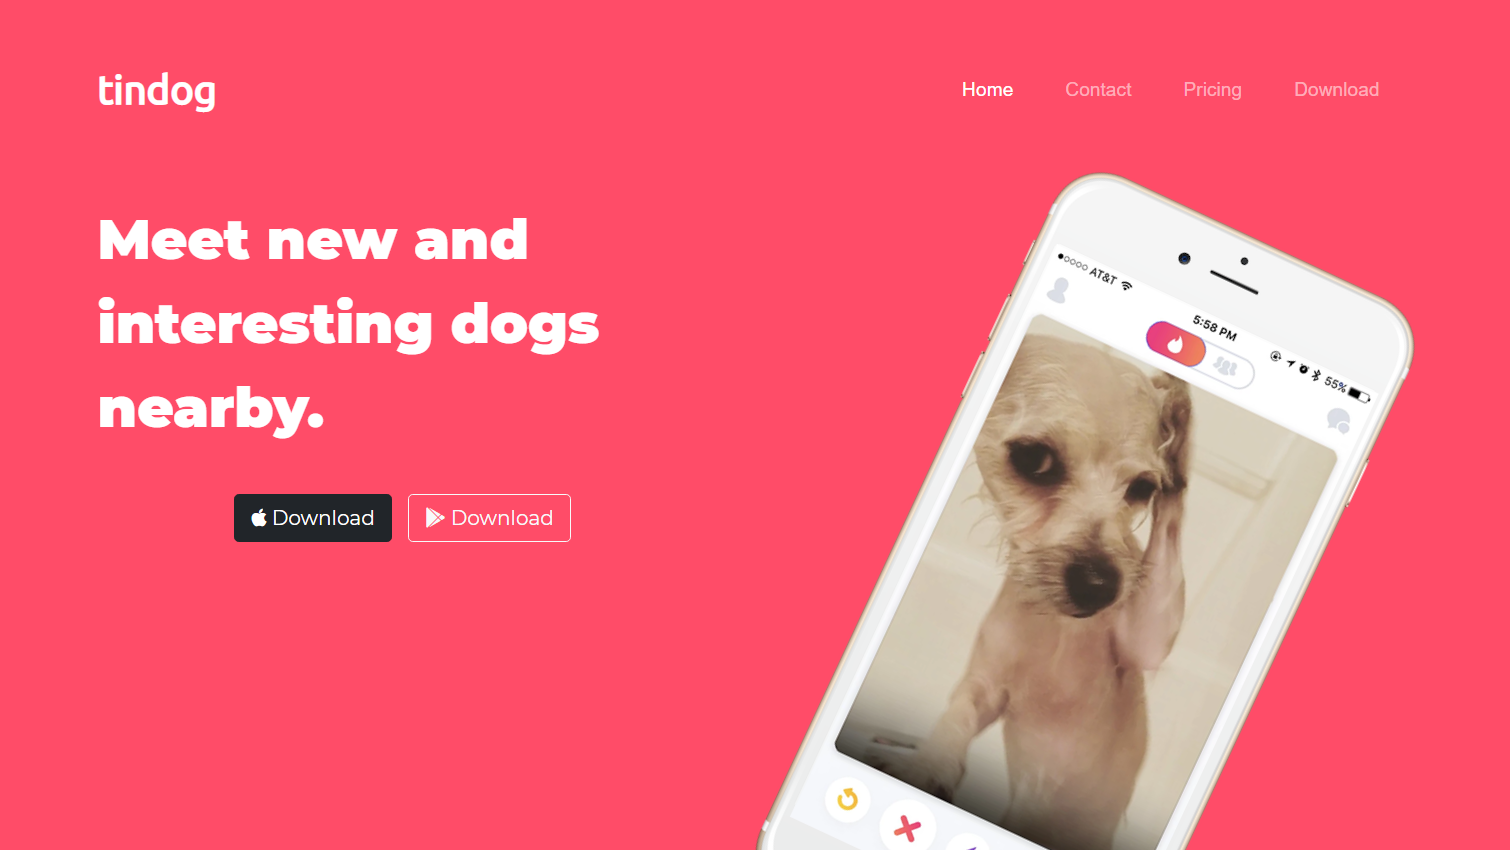 tindog
Home Contact Pricing Download
Meet new and
interesting dogs
nearby.
Download Download
AT&T
5:58 PM
55%